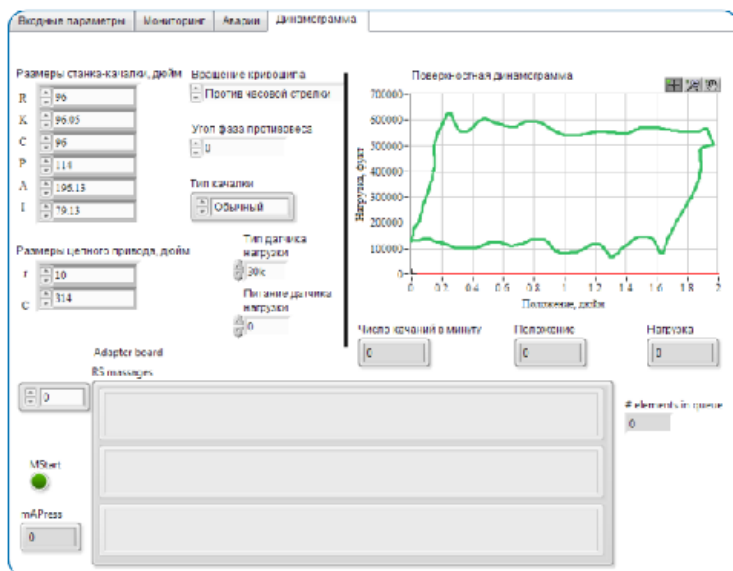 Входные параметры Мониторинг Аварии Динамограмма
Размеры станка-качалки, дюйм
R 96
K 96.05
C 96
P 114
A 196.13
I 79.13
Размеры цепного привода, дюйм
r 10
C 314
Вращение кривошипа
Против часовой стрелки
Угол фаза противовеса
0
Тип качалки
Обычный
Тип датчика
нагрузки
30k
Питание датчика
нагрузки
0
Поверхностная динамограмма
700000
600000
500000
400000
300000
200000
100000
0
Нагрузка, фунт
0 0.2 0.4 0.6 0.8 1 1.2 1.4 1.6 1.8 2
Положение, дюйм
Число качаний в минуту Положение Нагрузка
0 0 0
Adapter board
RS massages
0
# elements in queue
0
MStart
mAPress
0